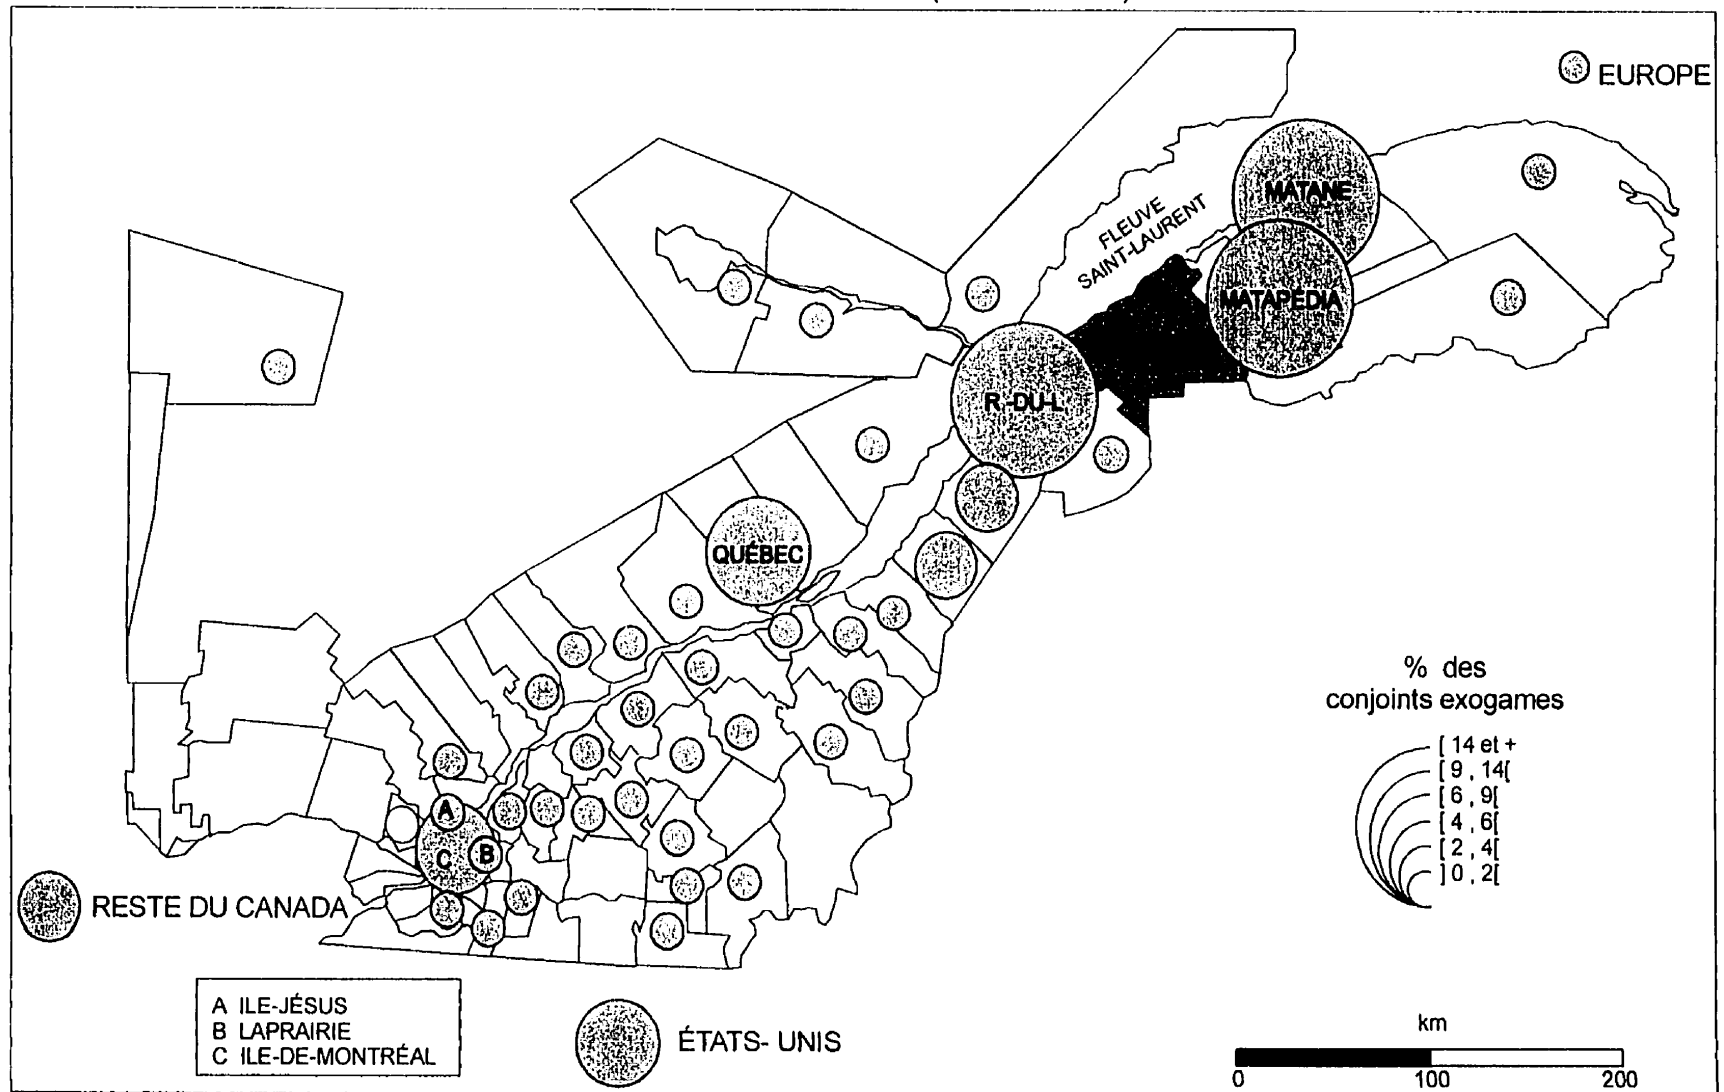 EUROPE
MATANE
FLEUVE
SAINT-LAURENT
MATAPÉDIA
R.-DU-L.
QUÉBEC
% des
conjoints exogames
[ 14 et +
[ 9 , 14[
[ 6 , 9[
[ 4 , 6[
[ 2 , 4[
] 0 , 2[
A
C
B
RESTE DU CANADA
A ILE-JÉSUS
B LAPRAIRIE
C ILE-DE-MONTRÉAL
ÉTATS- UNIS
km
0 100 200